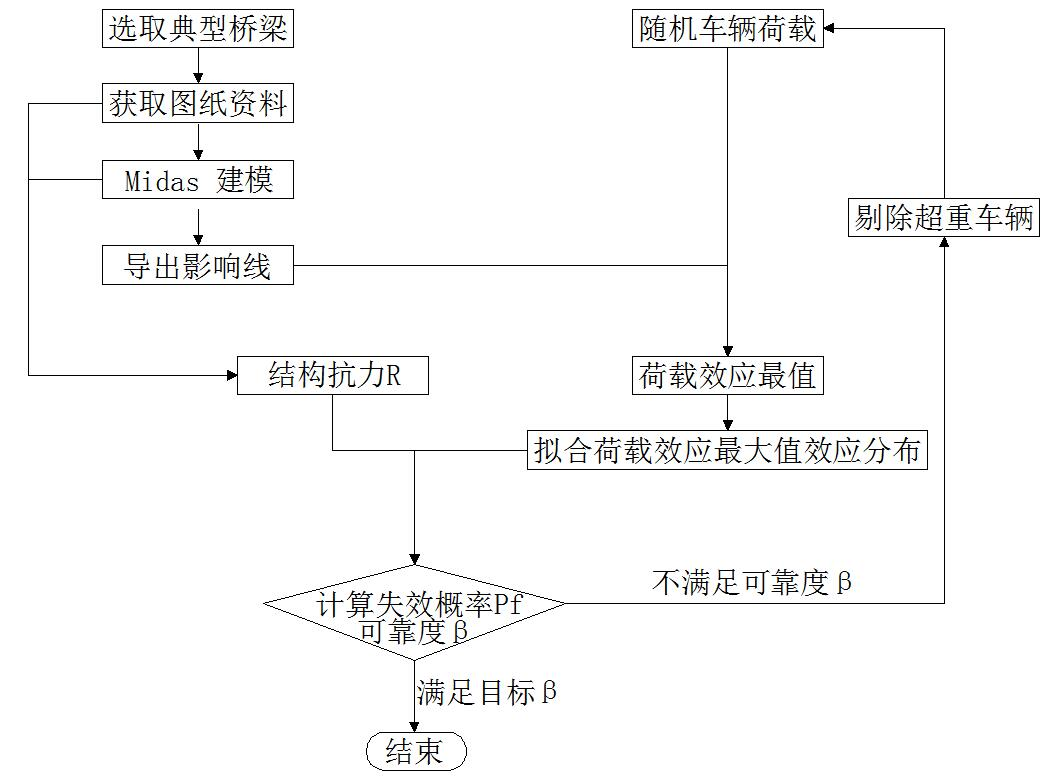 选取典型桥梁
随机车辆荷载
获取图纸资料
Midas 建模
剔除超重车辆
导出影响线
结构抗力R
荷载效应最值
拟合荷载效应最大值效应分布
不满足可靠度β
计算失效概率Pf
可靠度β
满足目标β
结束